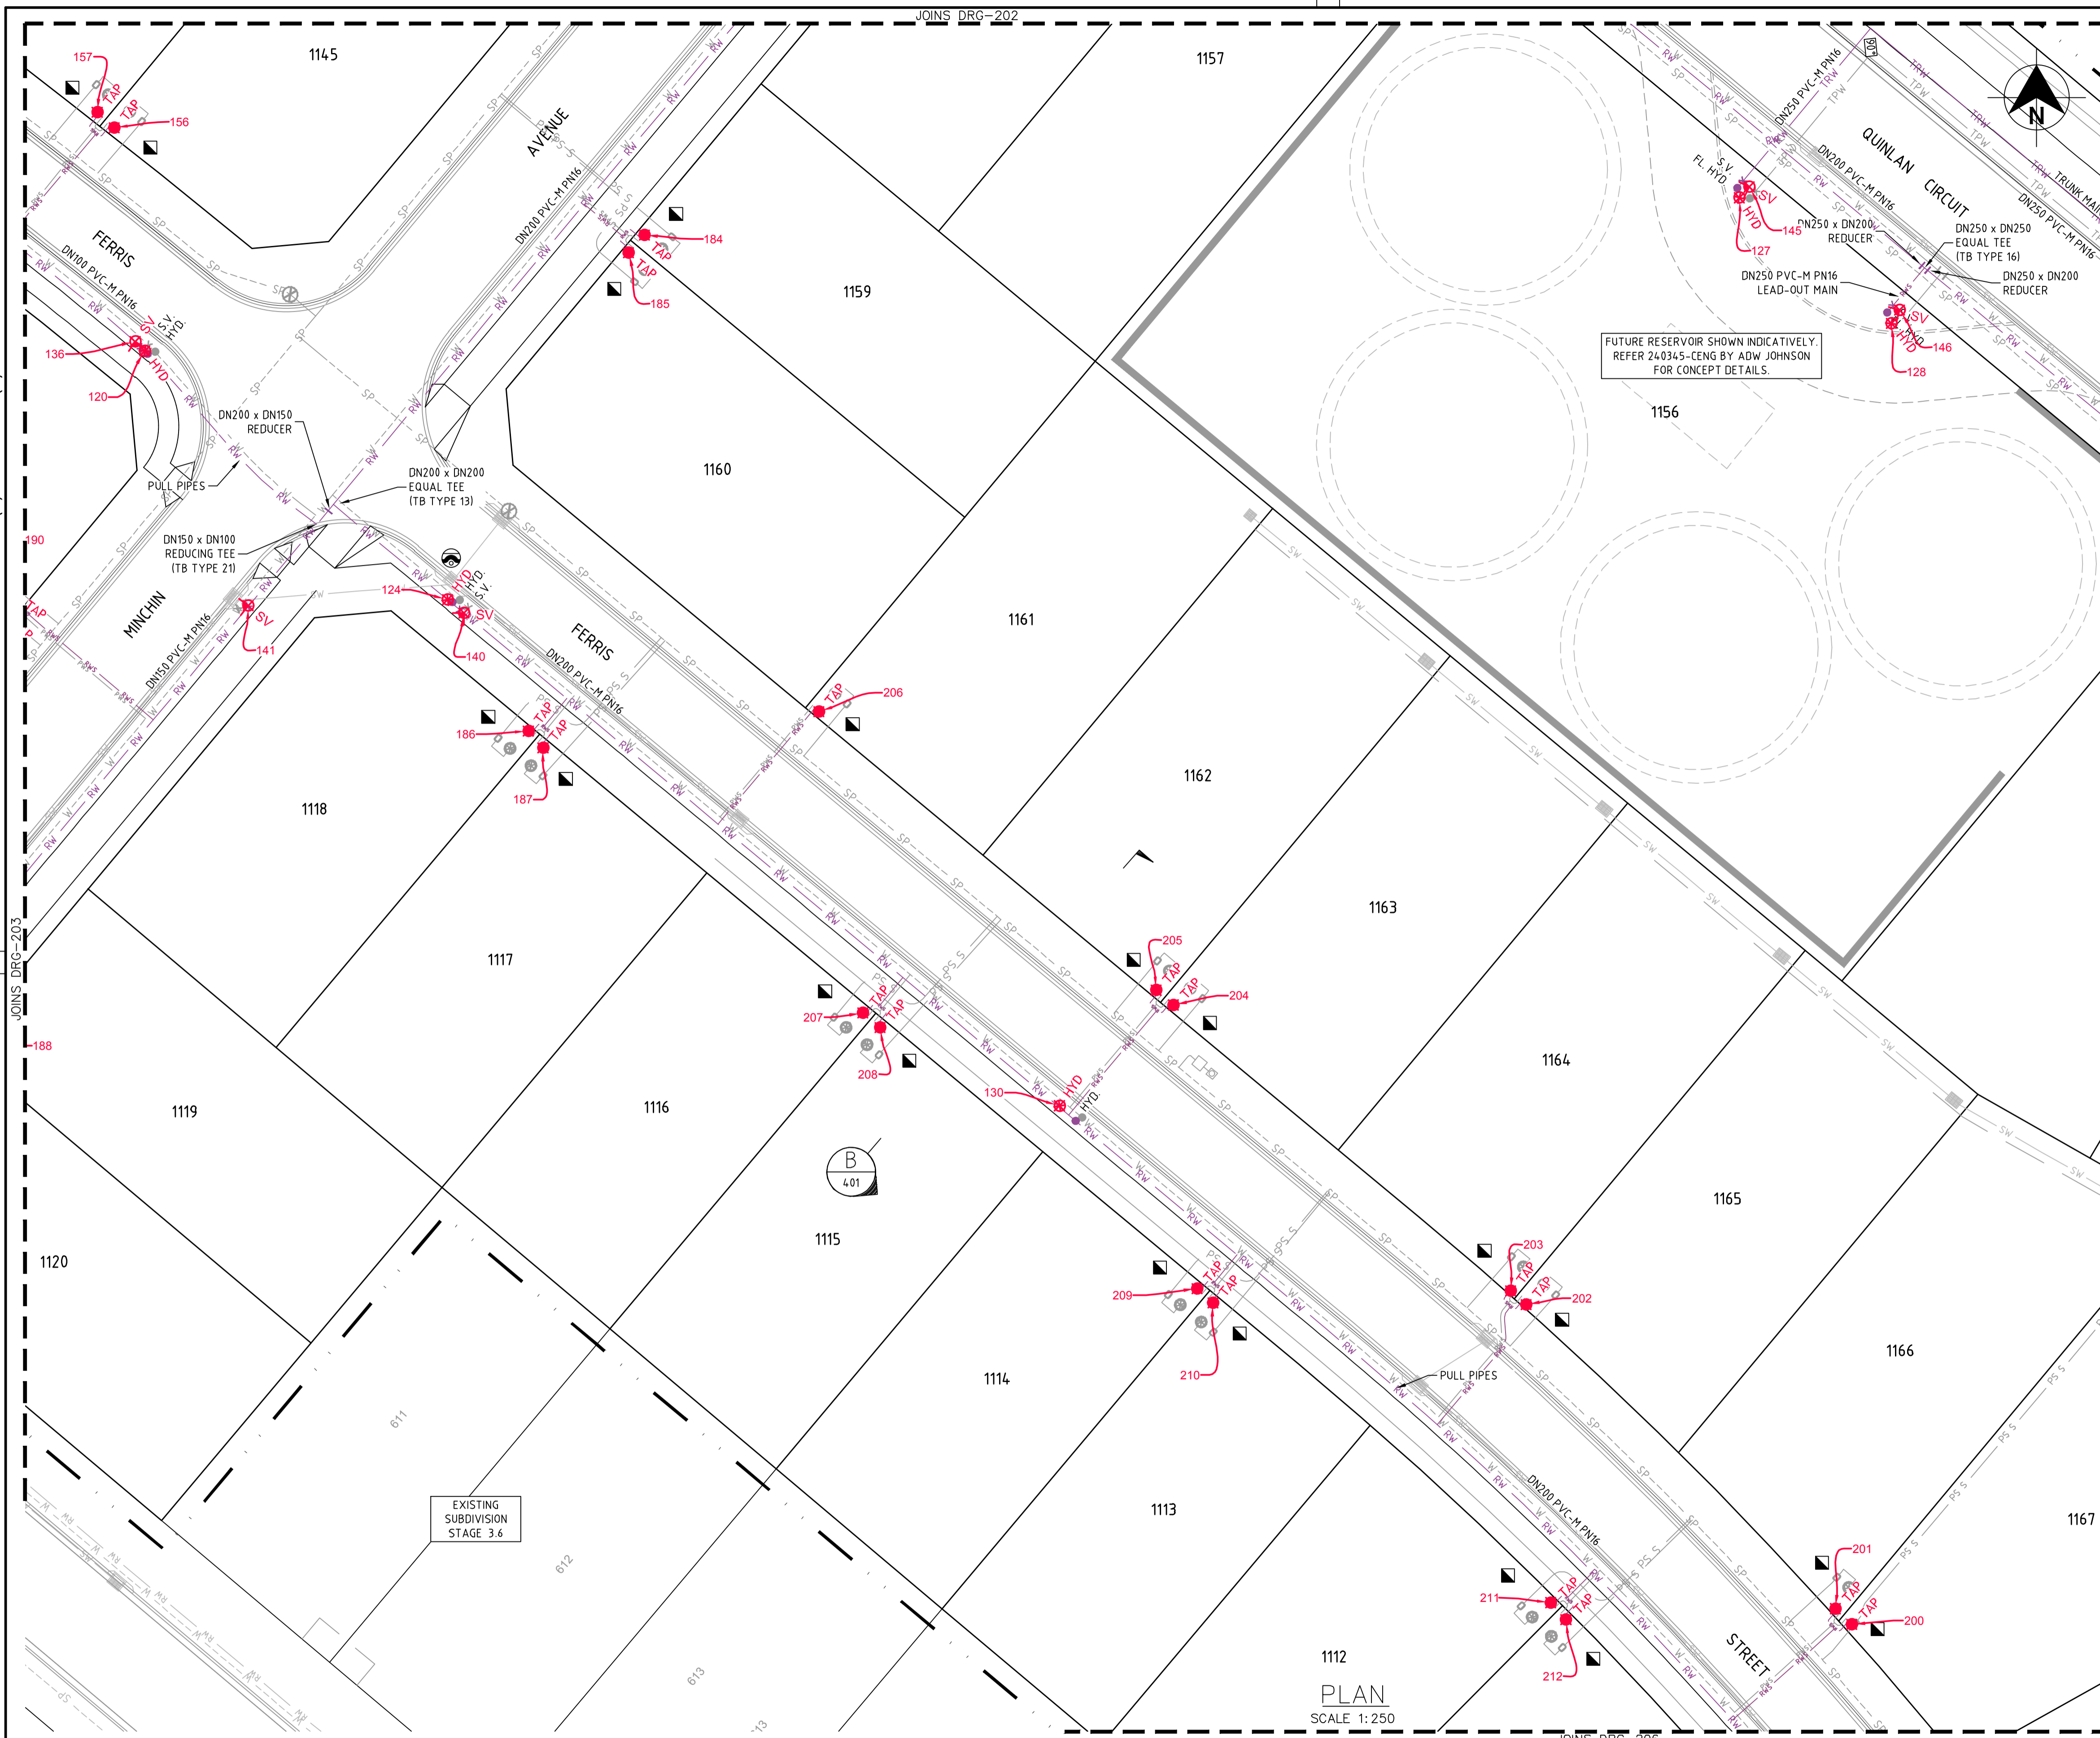 JOINS DRG-202
1145
1157
157
TAP
TAP
156
AVENUE
DN200 PVC-M PN16
184
TAP
TAP
185
1159
DN250 PVC-M PN16
QUINLAN
CIRCUIT
DN200 PVC-M PN16
TRUNK MAIN
DN250 PVC-M PN16
N
S.V.
FL. HYD.
SV
HYD
145
127
DN250 x DN200
REDUCER
DN250 x DN250
EQUAL TEE
(TB TYPE 16)
DN250 PVC-M PN16
LEAD-OUT MAIN
DN250 x DN200
REDUCER
SV
HYD
HYD.
146
128
FUTURE RESERVOIR SHOWN INDICATIVELY.
REFER 240345-CENG BY ADW JOHNSON
FOR CONCEPT DETAILS.
1156
FERRIS
DN100 PVC-M PN16
SV
S.V.
HYD.
136
HYD
120
DN200 x DN150
REDUCER
PULL PIPES
DN200 x DN200
EQUAL TEE
(TB TYPE 13)
1160
190
DN150 x DN100
REDUCING TEE
(TB TYPE 21)
MINCHIN
DN150 PVC-M PN16
TAP
SV
141
124
HYD
HYD.
S.V.
SV
140
FERRIS
DN200 PVC-M PN16
1161
206
TAP
186
TAP
TAP
187
1162
1118
1163
1117
205
TAP
TAP
204
207
TAP
TAP
208
JOINS DRG-203
188
1119
1116
130
HYD
HYD.
1164
B
401
1165
1120
1115
203
TAP
TAP
202
209
TAP
TAP
210
1166
PULL PIPES
1114
611
EXISTING
SUBDIVISION
STAGE 3.6
1113
DN200 PVC-M PN16
1167
612
201
TAP
TAP
200
211
TAP
TAP
212
STREET
613
1112
PLAN
SCALE 1:250